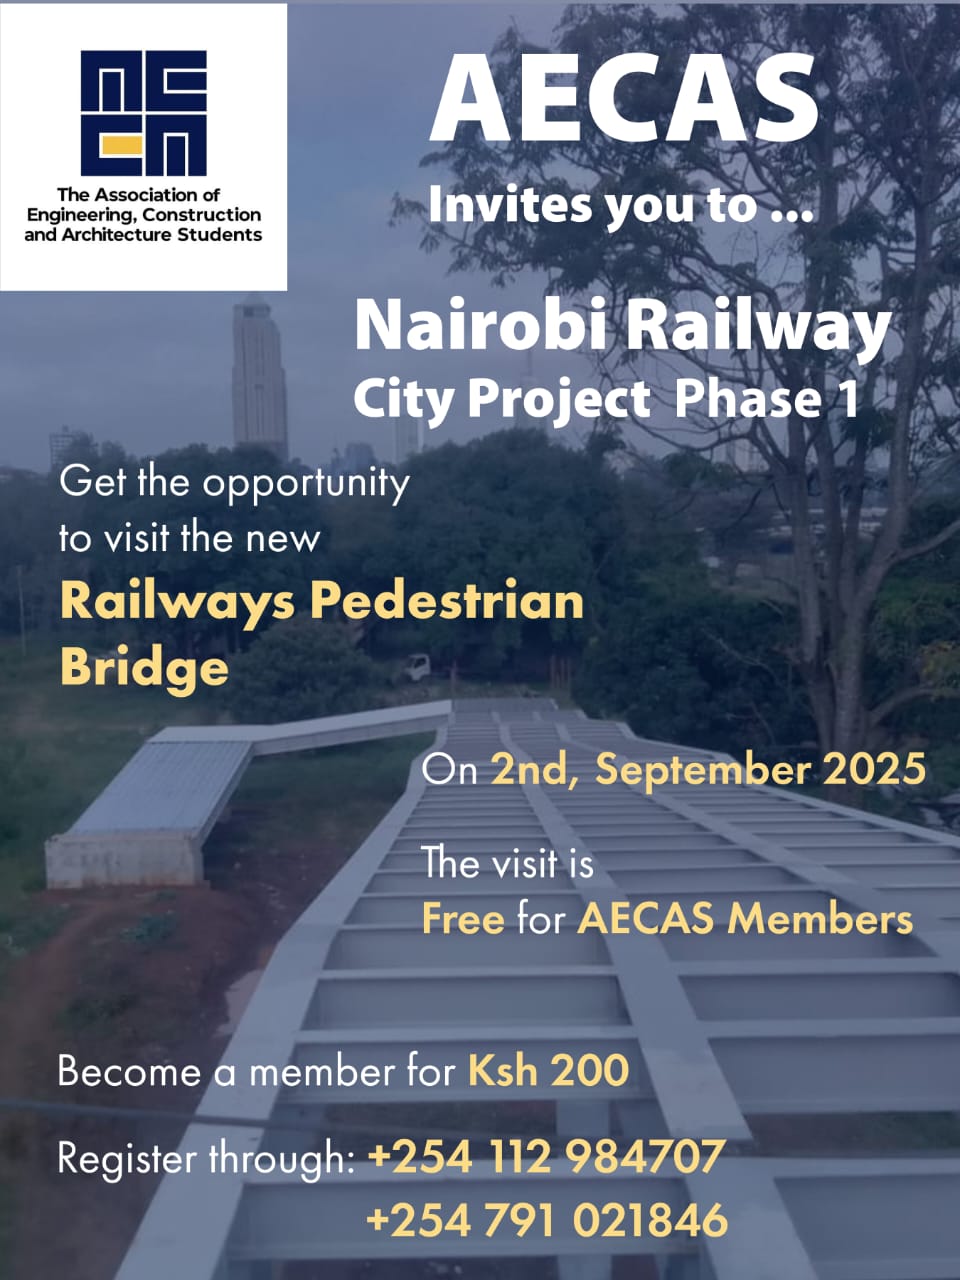 The Association of
Engineering, Construction
and Architecture Students
AECAS
Invites you to ...
Nairobi Railway
City Project Phase 1
Get the opportunity
to visit the new
Railways Pedestrian
Bridge
On 2nd, September 2025
The visit is
Free for AECAS Members
Become a member for Ksh 200
Register through: +254 112 984707
+254 791 021846